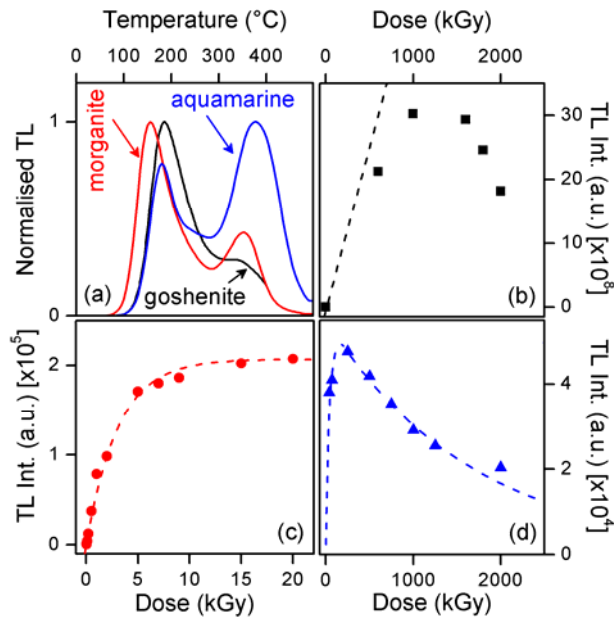 Temperature (°C)
0 100 200 300 400
Dose (kGy)
0 1000 2000
Normalised TL
1
0
morganite
aquamarine
goshenite
(a)
TL Int. (a.u.) [x10⁸]
30
20
10
0
(b)
TL Int. (a.u.) [x10⁵]
2
1
0
(c)
0 5 10 15 20
Dose (kGy)
TL Int. (a.u.) [x10⁴]
4
2
0
(d)
0 1000 2000
Dose (kGy)